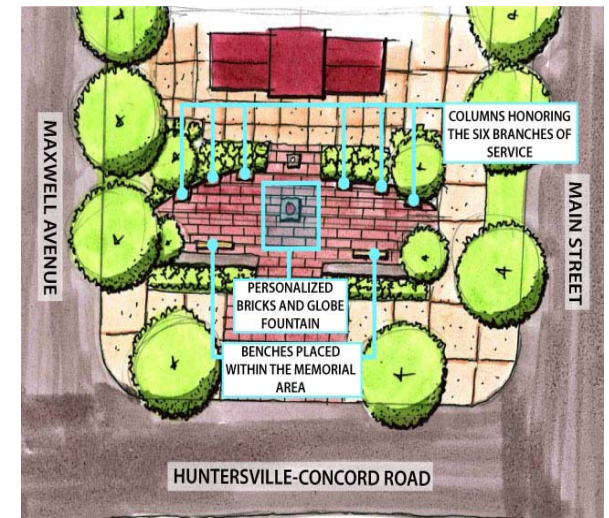 COLUMNS HONORING
THE SIX BRANCHES OF
SERVICE
MAXWELL AVENUE
MAIN STREET
PERSONALIZED
BRICKS AND GLOBE
FOUNTAIN
BENCHES PLACED
WITHIN THE MEMORIAL
AREA
HUNTERSVILLE-CONCORD ROAD